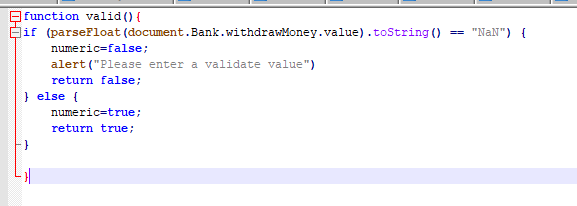 function valid(){
if (parseFloat(document.Bank.withdrawMoney.value).toString() == "NaN") {
    numeric=false;
    alert("Please enter a validate value")
    return false;
} else {
    numeric=true;
    return true;
}
}